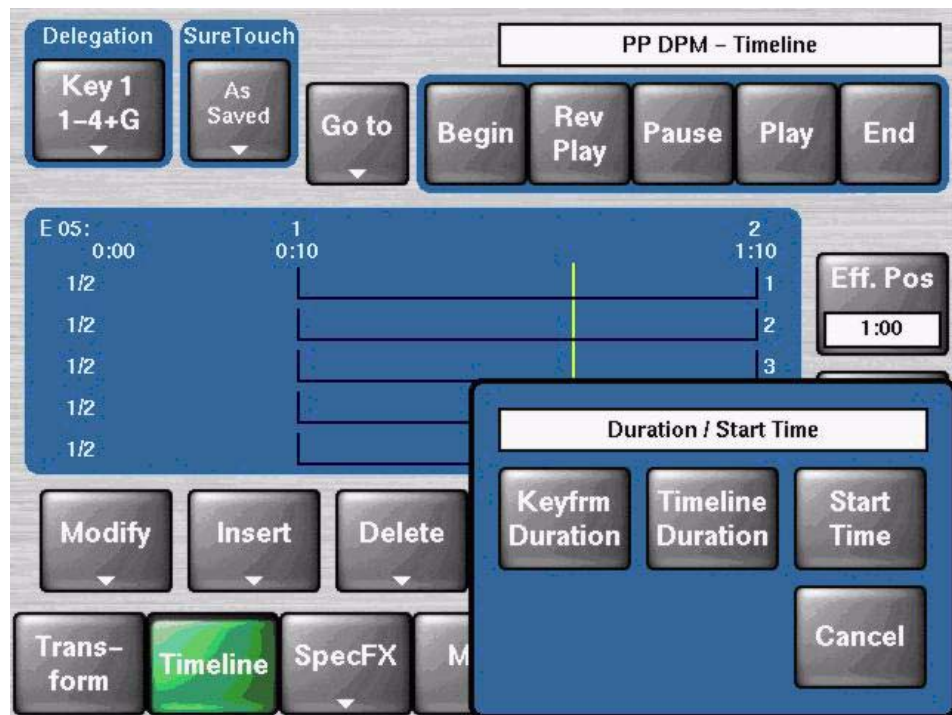 Delegation
SureTouch
PP DPM – Timeline
Key 1
1–4+G
As
Saved
Go to
Begin
Rev
Play
Pause
Play
End
E 05:
1
2
0:00
0:10
1:10
1/2
1
1/2
2
1/2
3
1/2
1/2
Eff. Pos
1:00
Duration / Start Time
Keyfrm
Duration
Timeline
Duration
Start
Time
Cancel
Modify
Insert
Delete
Trans–
form
Timeline
SpecFX
M